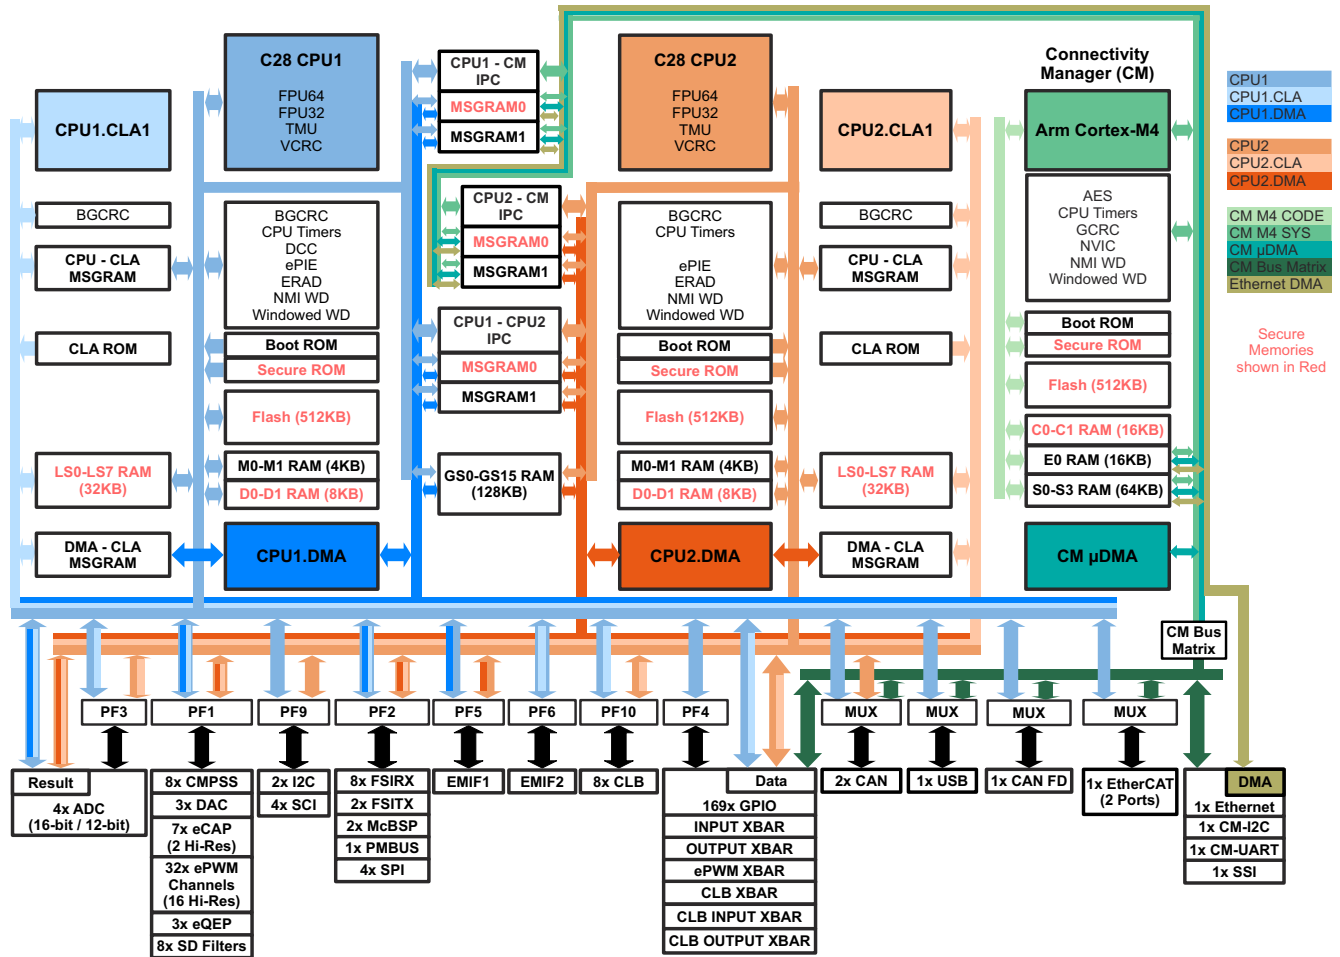 C28 CPU1
FPU64
FPU32
TMU
VCRC
CPU1.CLA1
BGCRC
CPU - CLA
MSGRAM
CLA ROM
LS0-LS7 RAM
(32KB)
DMA - CLA
MSGRAM
BGCRC
CPU Timers
DCC
ePIE
ERAD
NMI WD
Windowed WD
Boot ROM
Secure ROM
Flash (512KB)
M0-M1 RAM (4KB)
D0-D1 RAM (8KB)
CPU1.DMA
CPU1 - CM
IPC
MSGRAM0
MSGRAM1
CPU2 - CM
IPC
MSGRAM0
MSGRAM1
CPU1 - CPU2
IPC
MSGRAM0
MSGRAM1
GS0-GS15 RAM
(128KB)
C28 CPU2
FPU64
FPU32
TMU
VCRC
BGCRC
CPU Timers
ePIE
ERAD
NMI WD
Windowed WD
Boot ROM
Secure ROM
Flash (512KB)
M0-M1 RAM (4KB)
D0-D1 RAM (8KB)
CPU2.DMA
CPU2.CLA1
BGCRC
CPU - CLA
MSGRAM
CLA ROM
LS0-LS7 RAM
(32KB)
DMA - CLA
MSGRAM
Connectivity
Manager (CM)
Arm Cortex-M4
AES
CPU Timers
GCRC
NVIC
NMI WD
Windowed WD
Boot ROM
Secure ROM
Flash (512KB)
C0-C1 RAM (16KB)
E0 RAM (16KB)
S0-S3 RAM (64KB)
CM µDMA
CPU1
CPU1.CLA
CPU1.DMA
CPU2
CPU2.CLA
CPU2.DMA
CM M4 CODE
CM M4 SYS
CM µDMA
CM Bus Matrix
Ethernet DMA
Secure
Memories
shown in Red
CM Bus
Matrix
PF3
PF1
PF9
PF2
PF5
PF6
PF10
PF4
MUX
MUX
MUX
MUX
Result
4x ADC
(16-bit / 12-bit)
8x CMPSS
3x DAC
7x eCAP
(2 Hi-Res)
32x ePWM
Channels
(16 Hi-Res)
3x eQEP
8x SD Filters
2x I2C
4x SCI
8x FSIRX
2x FSITX
2x McBSP
1x PMBUS
4x SPI
EMIF1
EMIF2
8x CLB
Data
169x GPIO
INPUT XBAR
OUTPUT XBAR
ePWM XBAR
CLB XBAR
CLB INPUT XBAR
CLB OUTPUT XBAR
2x CAN
1x USB
1x CAN FD
1x EtherCAT
(2 Ports)
DMA
1x Ethernet
1x CM-I2C
1x CM-UART
1x SSI